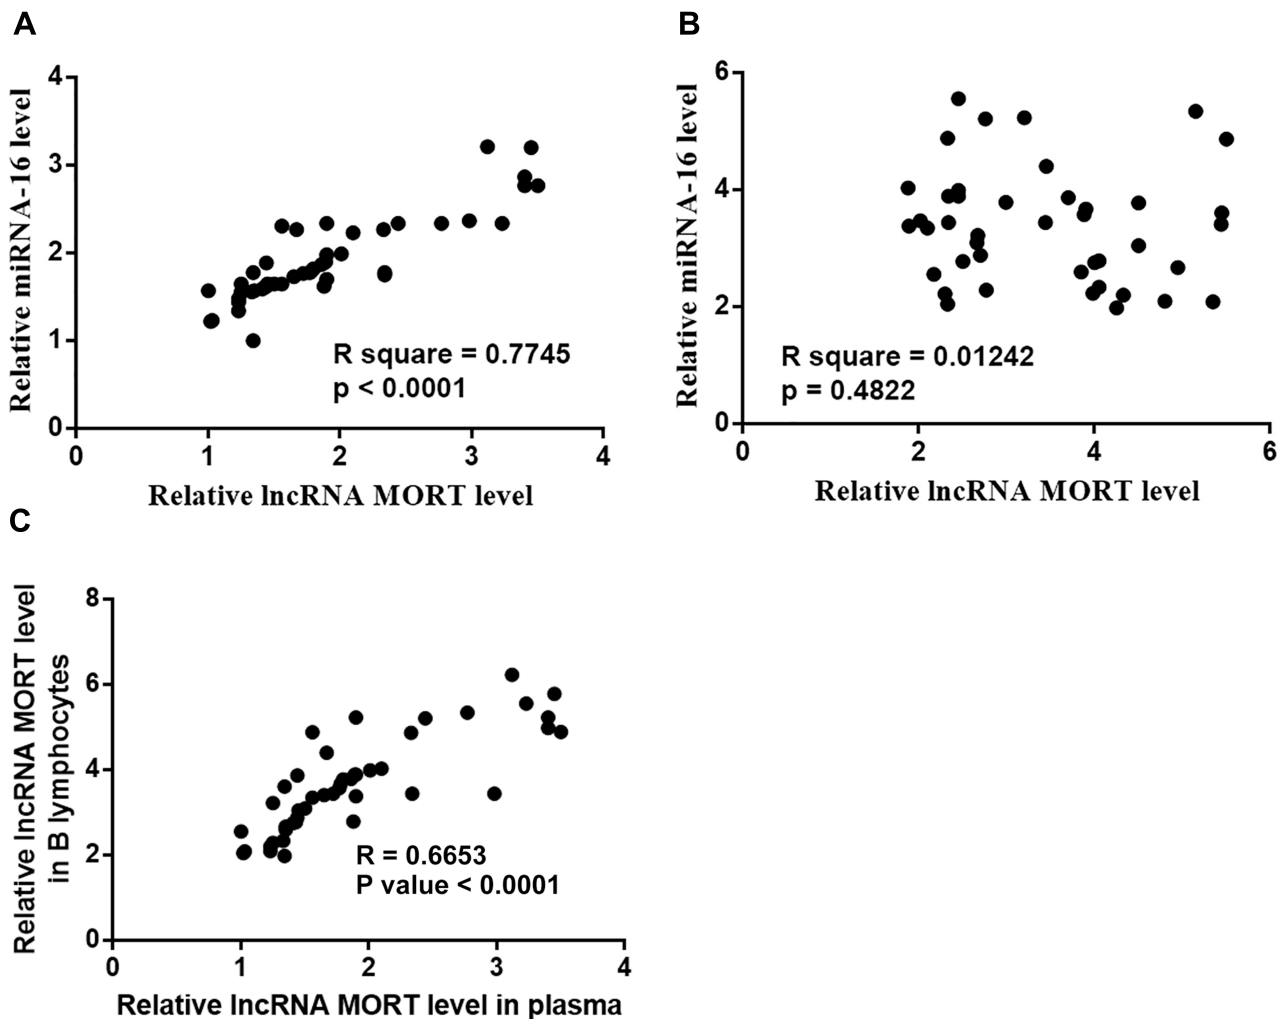 A
Relative miRNA-16 level
4
3
2
1
0
R square = 0.7745
p < 0.0001
0 1 2 3 4
Relative lncRNA MORT level
B
Relative miRNA-16 level
6
4
2
0
R square = 0.01242
p = 0.4822
0 2 4 6
Relative lncRNA MORT level
C
Relative lncRNA MORT level
in B lymphocytes
8
6
4
2
0
R = 0.6653
P value < 0.0001
0 1 2 3 4
Relative lncRNA MORT level in plasma